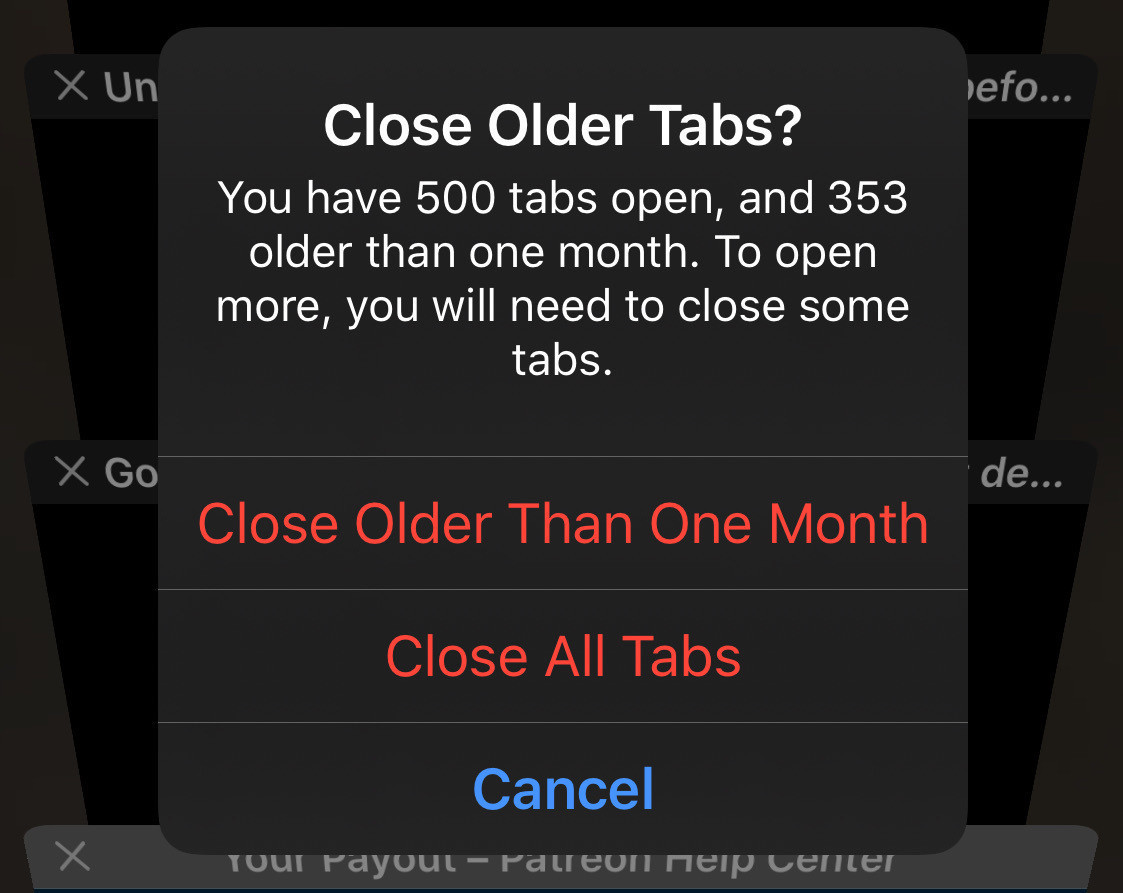 Un
befo...
Close Older Tabs?
You have 500 tabs open, and 353
older than one month. To open
more, you will need to close some
tabs.
Go
de...
Close Older Than One Month
Close All Tabs
Cancel
Your Payout – Patreon Help Center